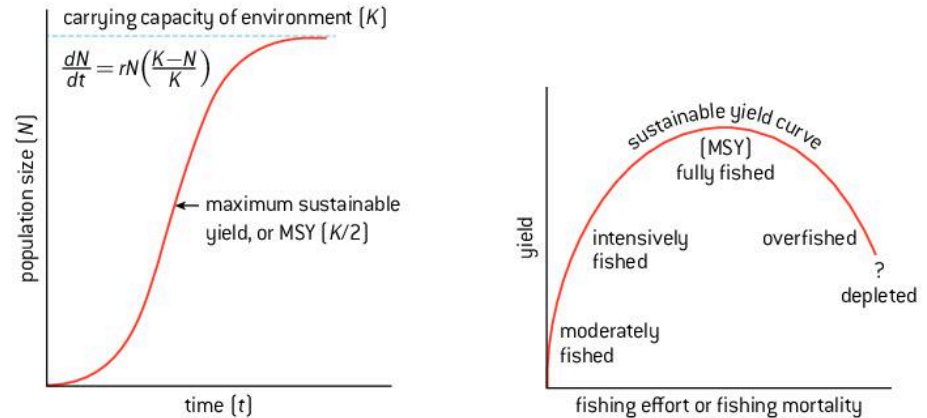 carrying capacity of environment (K)
dN/dt = rN(K−N/K)
population size (N)
maximum sustainable
yield, or MSY (K/2)
time (t)
sustainable yield curve
(MSY)
fully fished
intensively
fished
overfished
?
depleted
moderately
fished
yield
fishing effort or fishing mortality